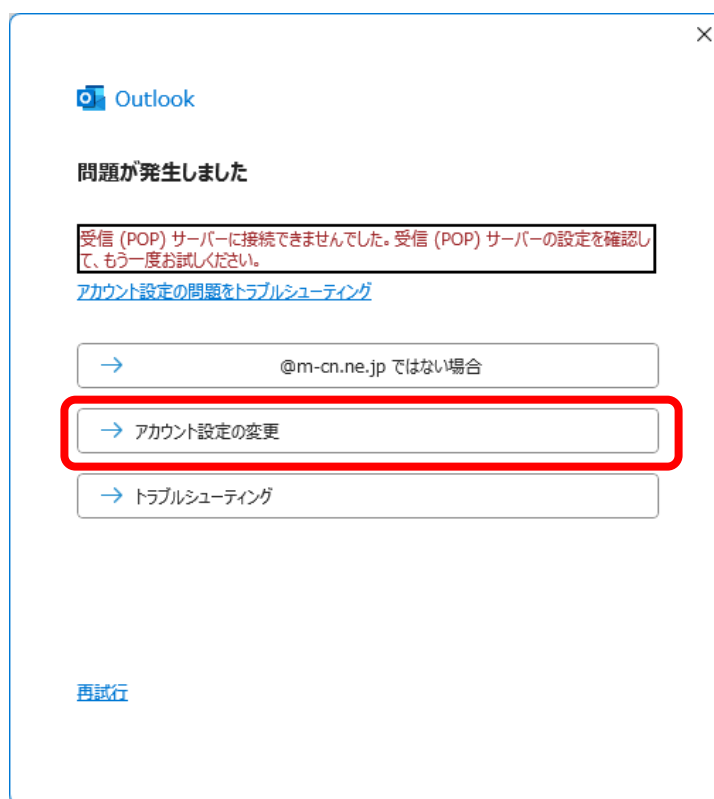 Outlook
問題が発生しました
受信 (POP) サーバーに接続できませんでした。受信 (POP) サーバーの設定を確認し
て、もう一度お試しください。
アカウント設定の問題をトラブルシューティング
→ @m-cn.ne.jp ではない場合
→ アカウント設定の変更
→ トラブルシューティング
再試行